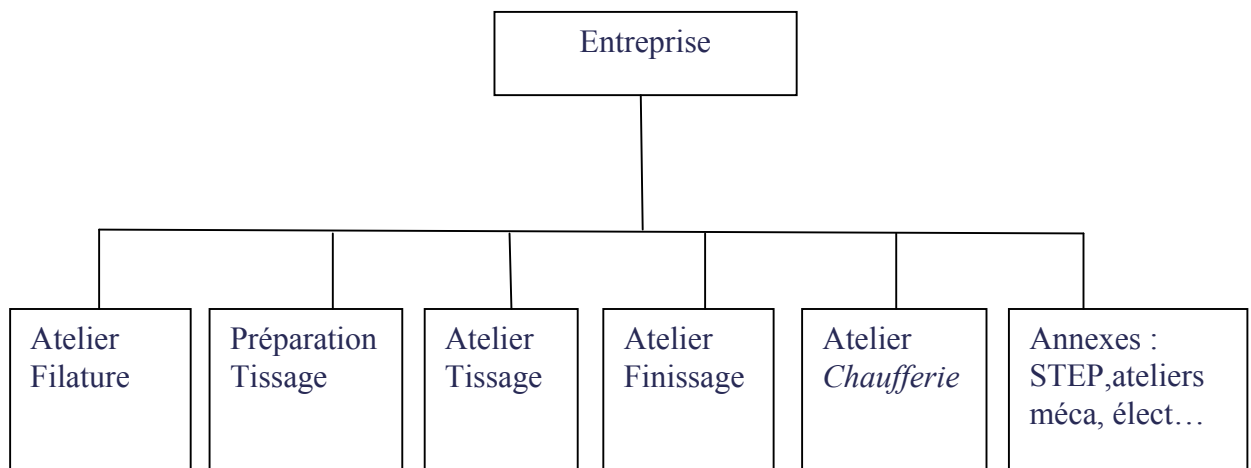 Entreprise
Atelier
Filature
Préparation
Tissage
Atelier
Tissage
Atelier
Finissage
Atelier
Chaufferie
Annexes :
STEP,ateliers
méca, élect…